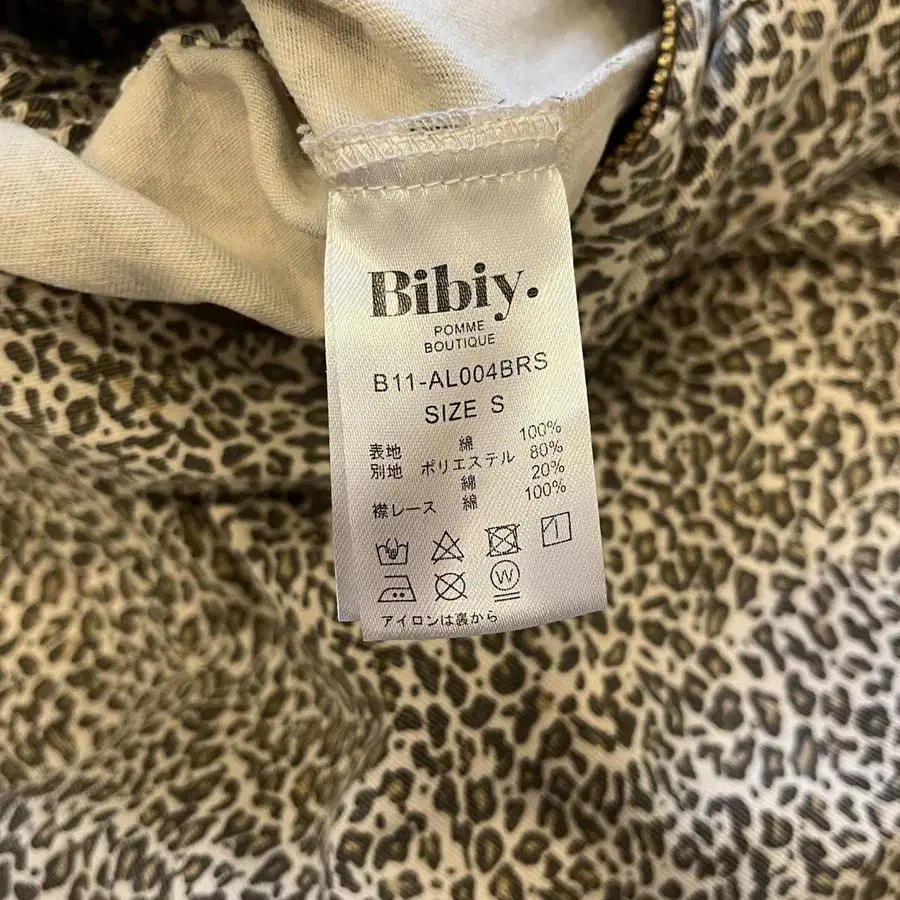 Bibiy.
POMME
BOUTIQUE
B11-AL004BRS
SIZE S
表地 綿 100%
別地 ポリエステル 80%
綿 20%
襟レース 綿 100%
W
アイロンは裏から